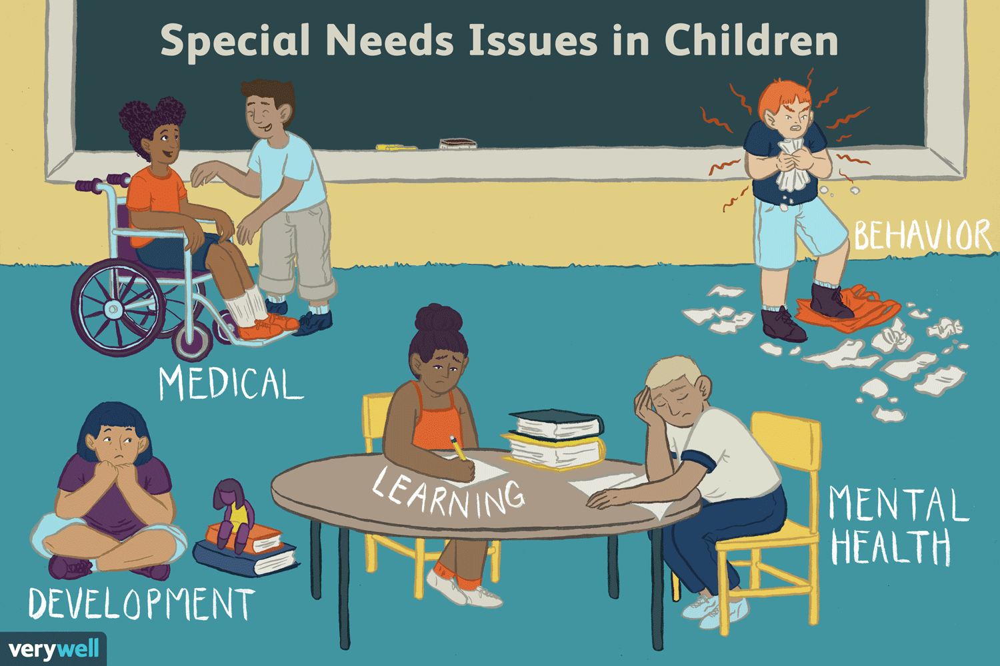 Special Needs Issues in Children
BEHAVIOR
MEDICAL
LEARNING
MENTAL
HEALTH
DEVELOPMENT
verywell